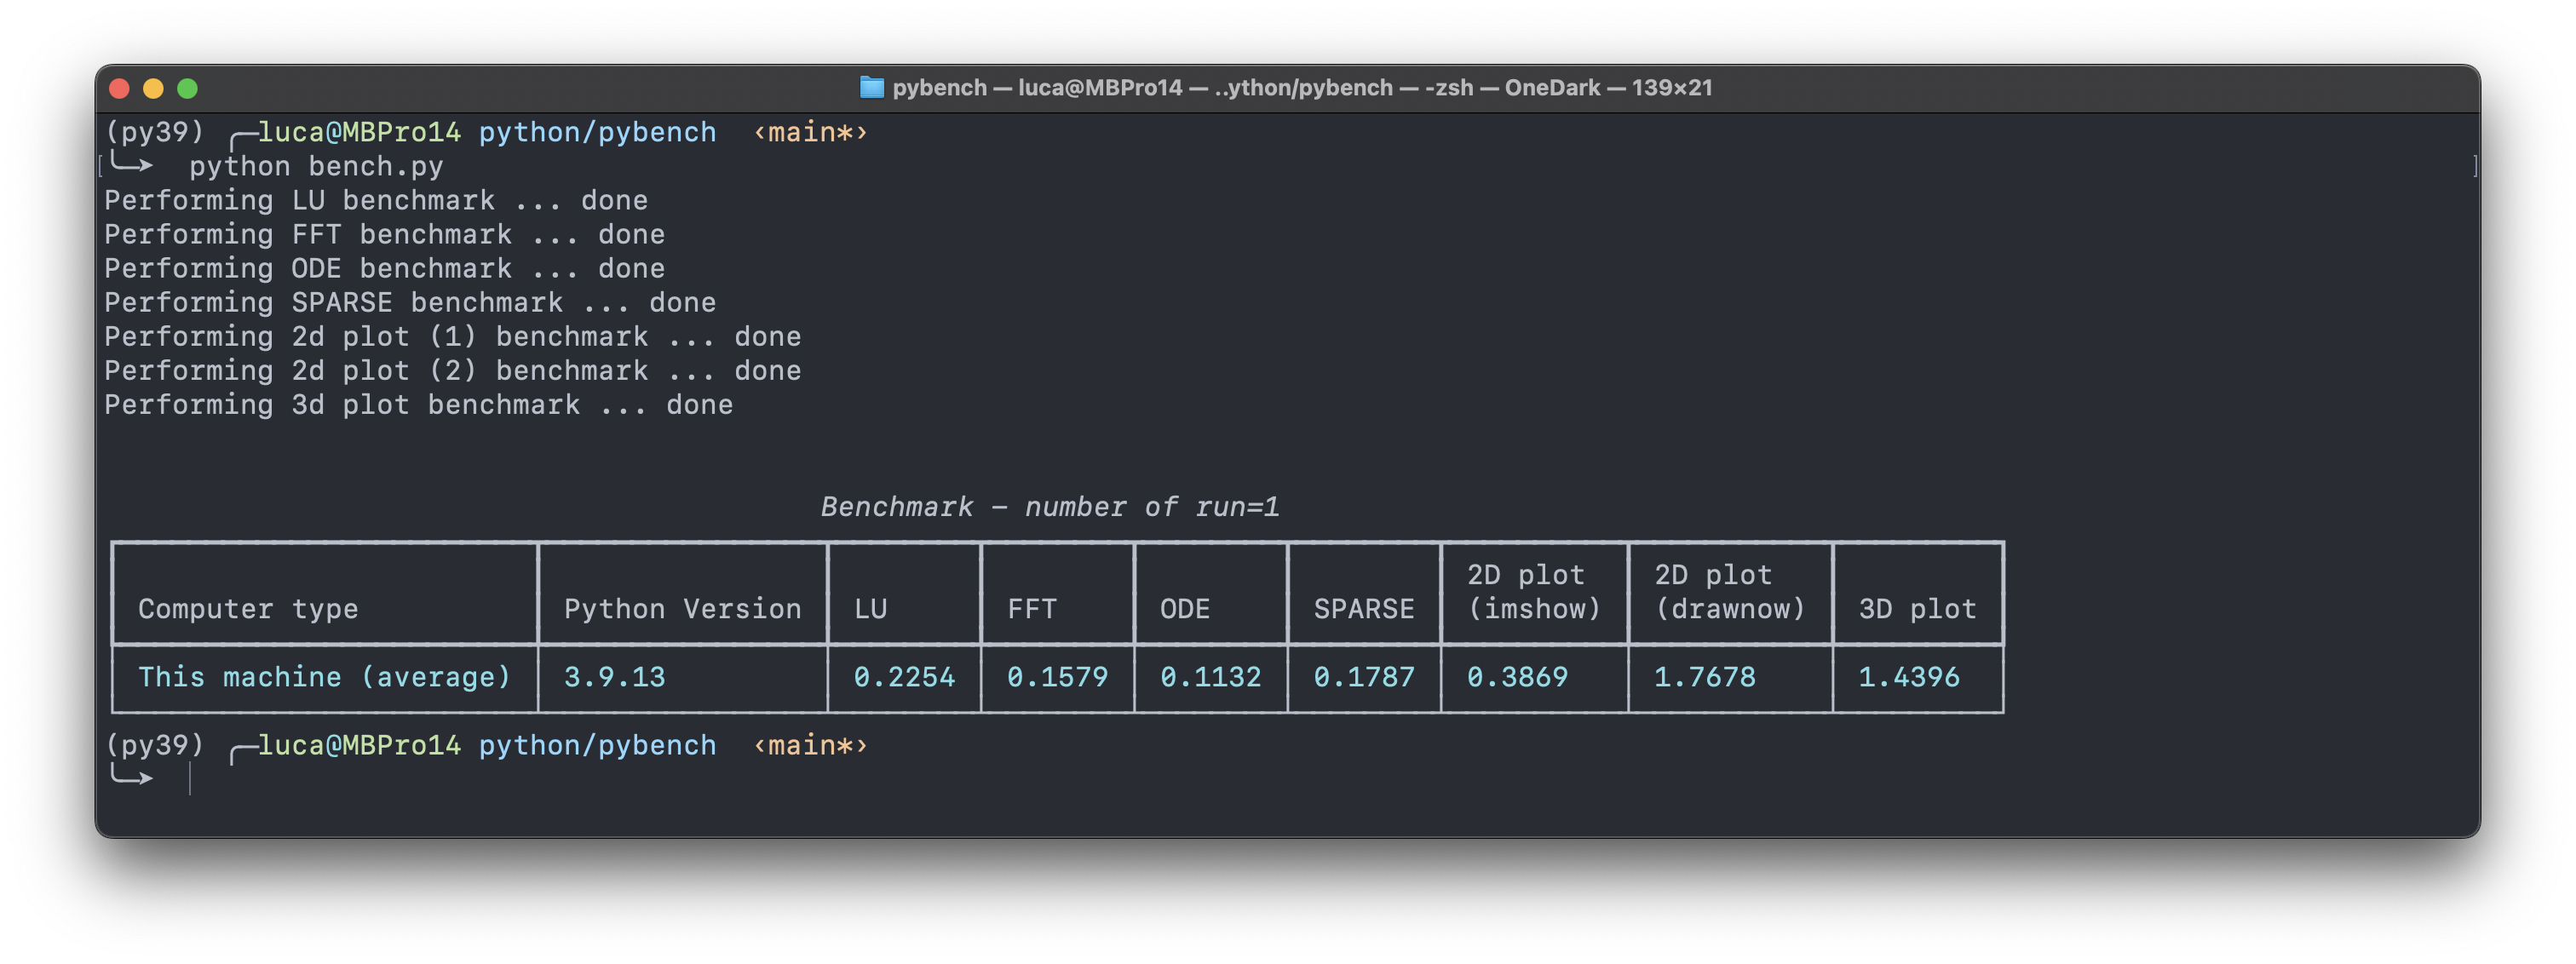 pybench — luca@MBPro14 — ..ython/pybench — -zsh — OneDark — 139×21
(py39) ╭─luca@MBPro14 python/pybench ‹main*›
╰─➤ python bench.py
Performing LU benchmark ... done
Performing FFT benchmark ... done
Performing ODE benchmark ... done
Performing SPARSE benchmark ... done
Performing 2d plot (1) benchmark ... done
Performing 2d plot (2) benchmark ... done
Performing 3d plot benchmark ... done
Benchmark – number of run=1
2D plot 2D plot
Computer type Python Version LU FFT ODE SPARSE (imshow) (drawnow) 3D plot
This machine (average) 3.9.13 0.2254 0.1579 0.1132 0.1787 0.3869 1.7678 1.4396
(py39) ╭─luca@MBPro14 python/pybench ‹main*›
╰─➤